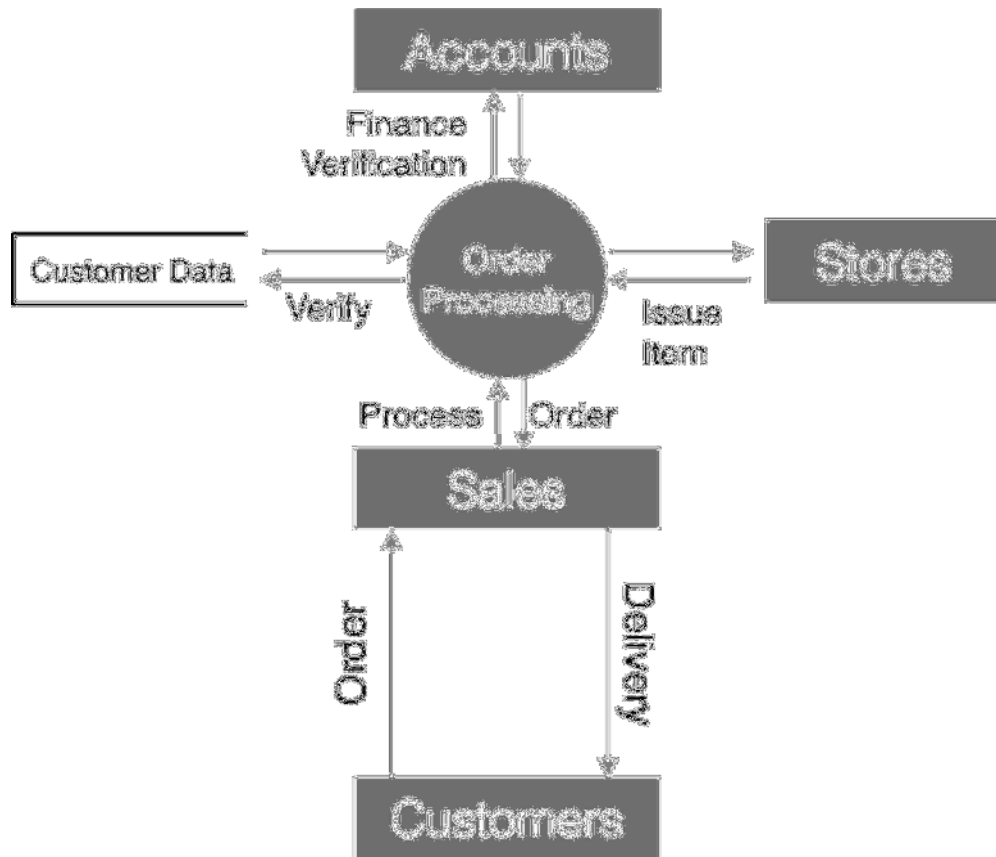 Accounts
Finance
Verification
Customer Data
Verify
Order
Processing
Stores
Issue
Item
Process
Order
Sales
Order
Delivery
Customers